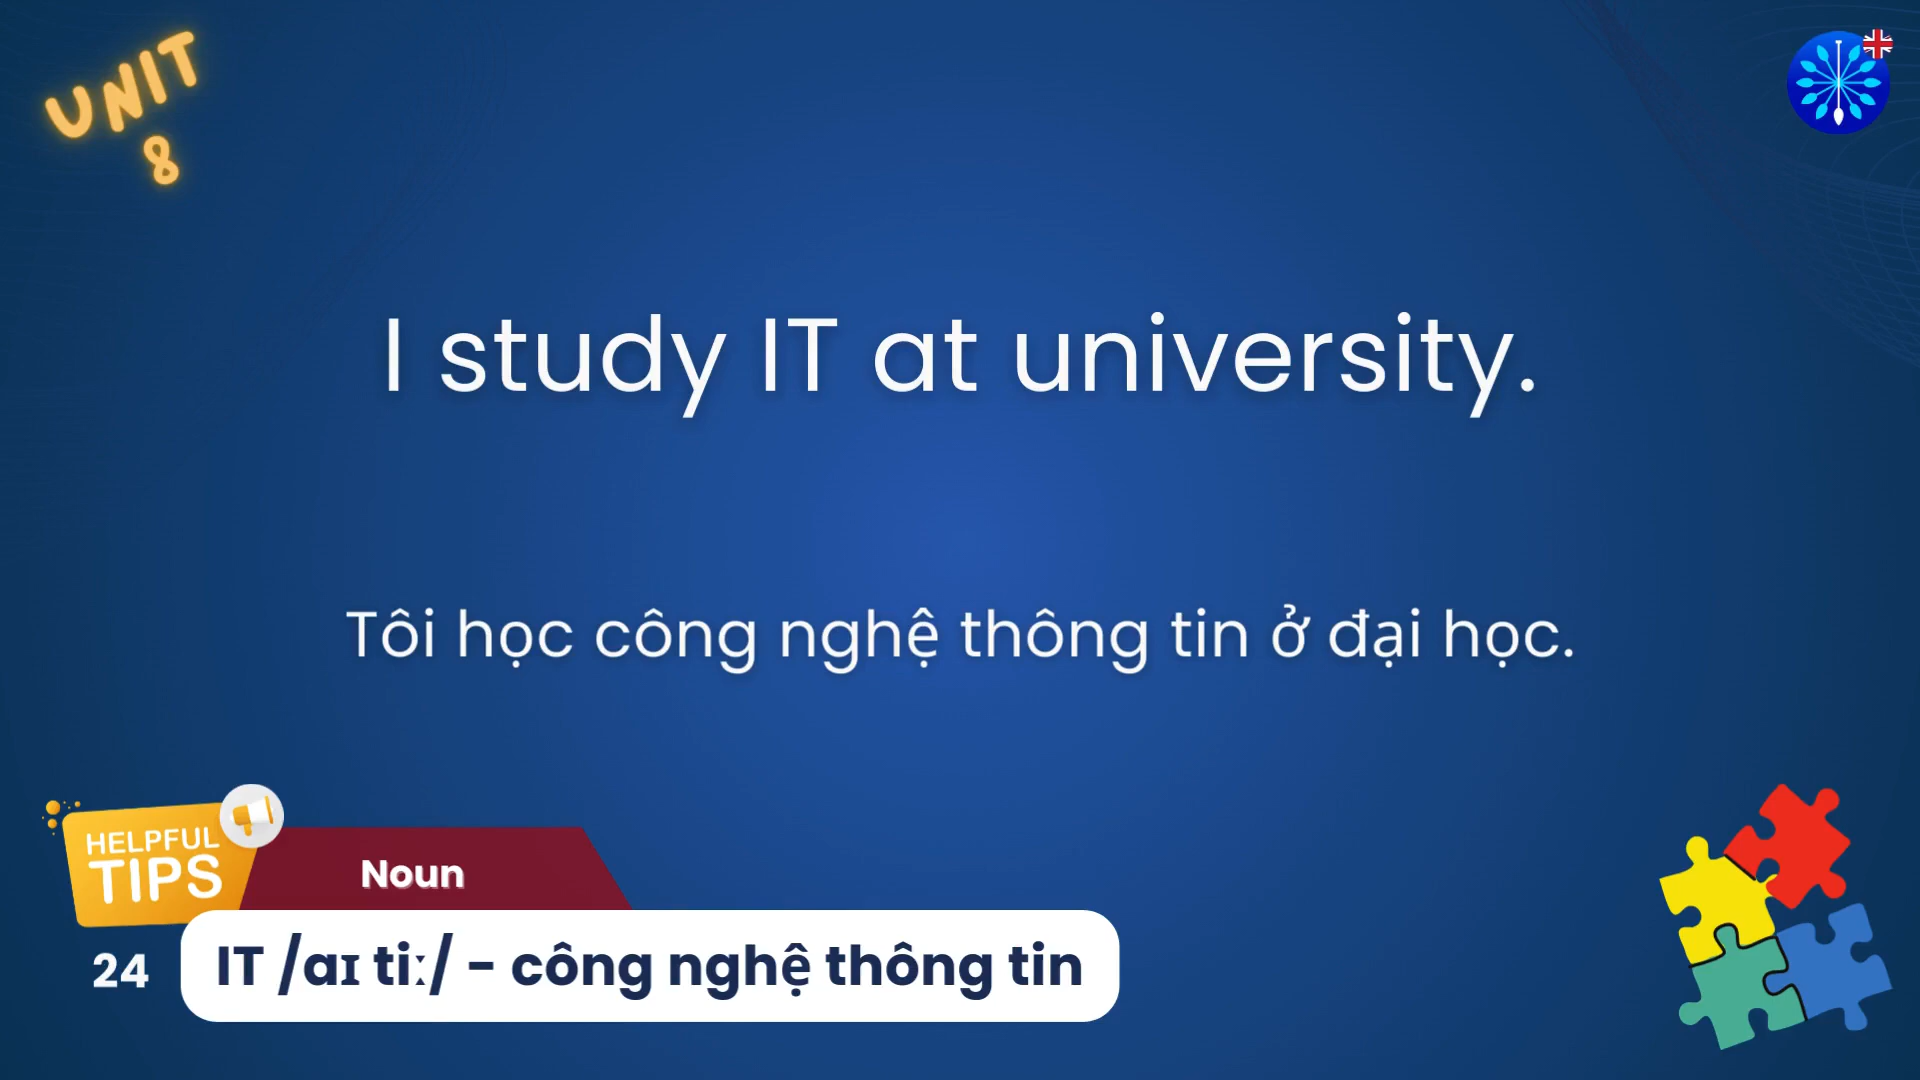 UNIT
8
I study IT at university.
Tôi học công nghệ thông tin ở đại học.
HELPFUL
TIPS
Noun
24
IT /aɪ tiː/ - công nghệ thông tin